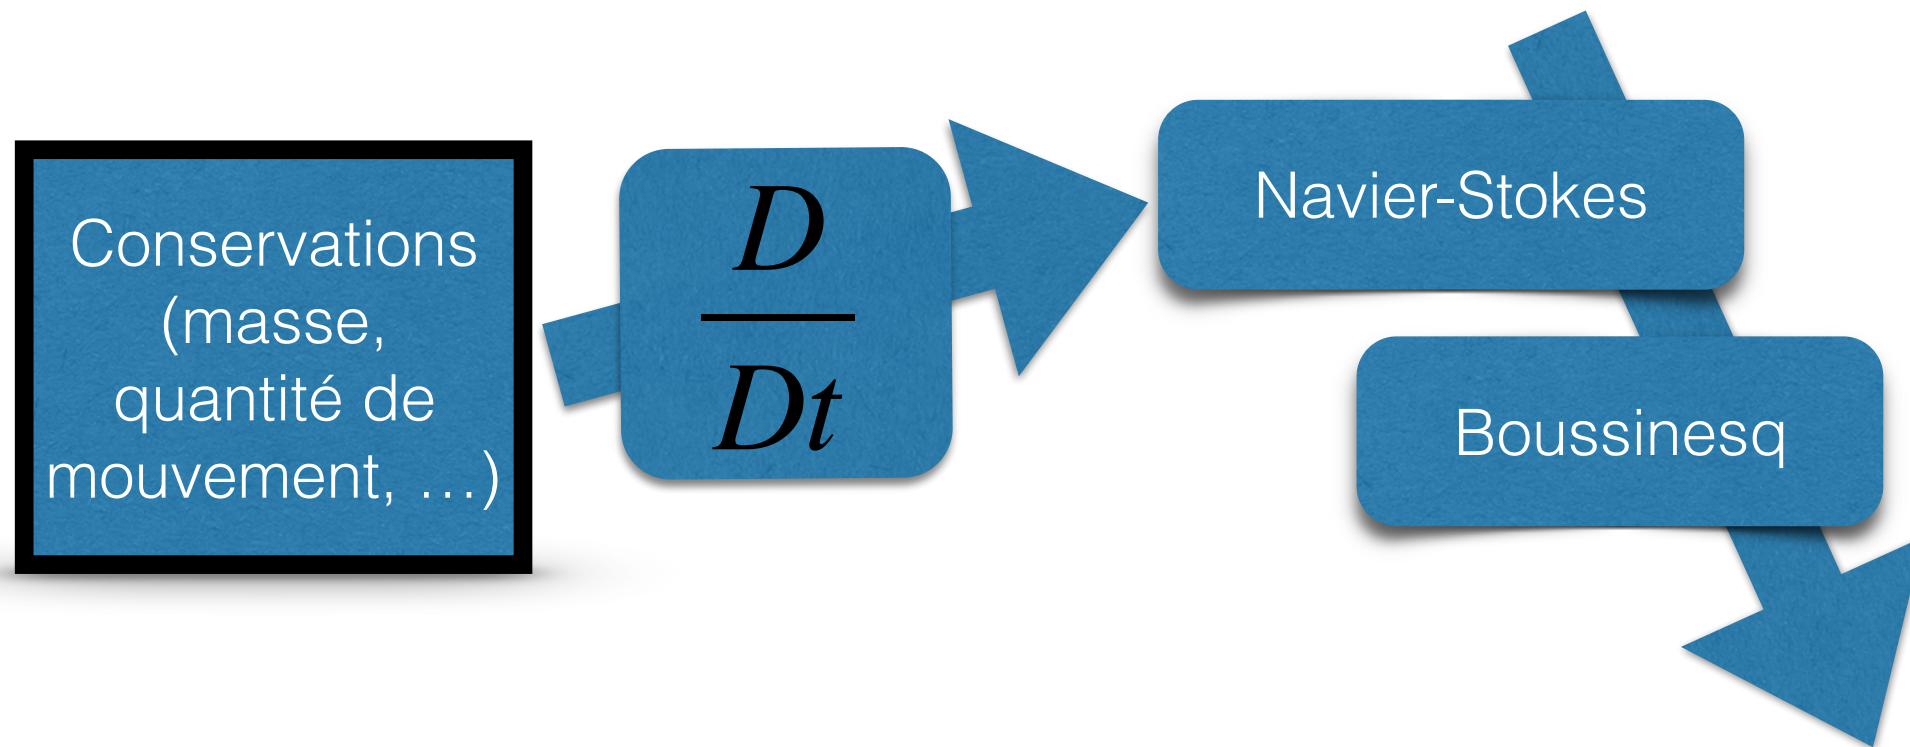 Conservations
(masse,
quantité de
mouvement, …)
D
Dt
Navier-Stokes
Boussinesq